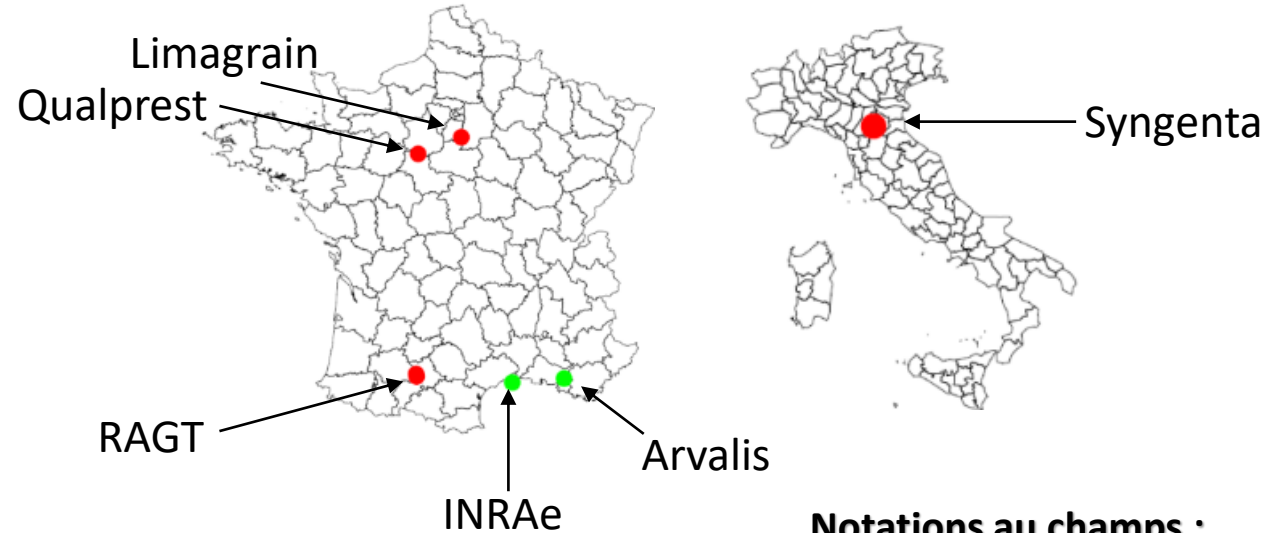 Limagrain
Qualprest
Syngenta
RAGT
Arvalis
INRAe
Notations au champs :